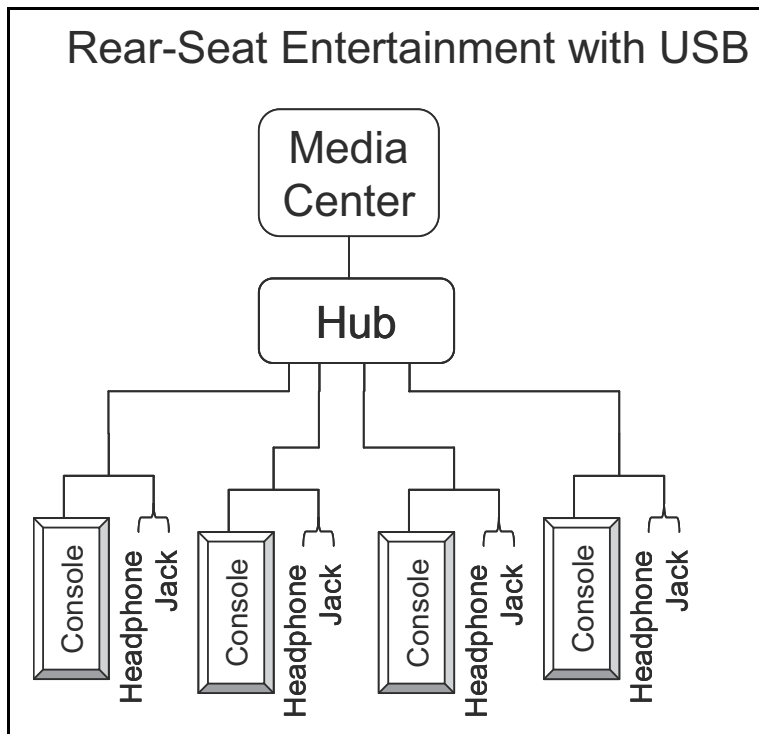 Rear-Seat Entertainment with USB
Media
Center
Hub
Console
Headphone
Jack
Console
Headphone
Jack
Console
Headphone
Jack
Console
Headphone
Jack